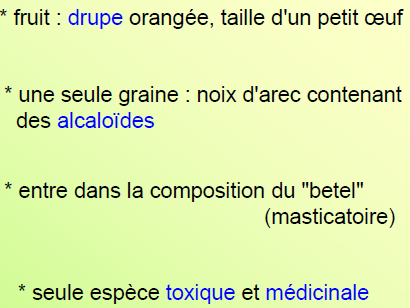 * fruit : drupe orangée, taille d'un petit œuf
* une seule graine : noix d'arec contenant
des alcaloïdes
* entre dans la composition du "betel"
(masticatoire)
* seule espèce toxique et médicinale